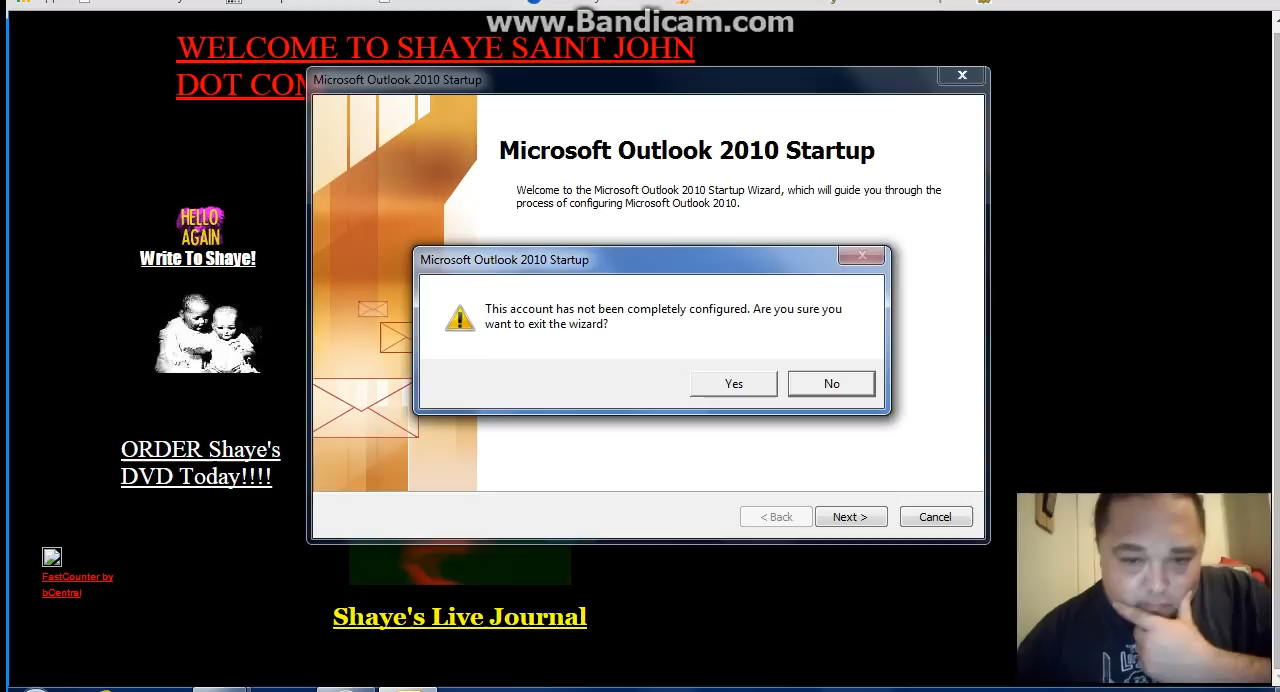 www.Bandicam.com
WELCOME TO SHAYE SAINT JOHN
DOT COM
Microsoft Outlook 2010 Startup
X
Microsoft Outlook 2010 Startup
Welcome to the Microsoft Outlook 2010 Startup Wizard, which will guide you through the
process of configuring Microsoft Outlook 2010.
HELLO
AGAIN
Write To Shaye!
Microsoft Outlook 2010 Startup
X
This account has not been completely configured. Are you sure you
want to exit the wizard?
Yes
No
ORDER Shaye's
DVD Today!!!!
< Back
Next >
Cancel
FastCounter by
bCentral
Shaye's Live Journal